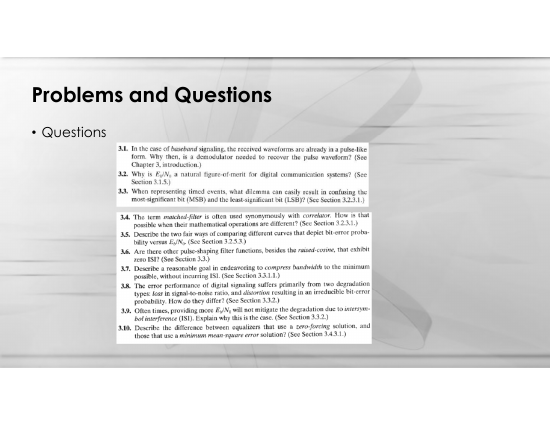 Problems and Questions
• Questions
3.1. In the case of baseband signaling, the received waveforms are already in a pulse-like
form. Why then, is a demodulator needed to recover the pulse waveform? (See
Chapter 3, introduction.)
3.2. Why is Eb/N0 a natural figure-of-merit for digital communication systems? (See
Section 3.1.5.)
3.3. When representing timed events, what dilemma can easily result in confusing the
most-significant bit (MSB) and the least-significant bit (LSB)? (See Section 3.2.3.1.)
3.4. The term matched-filter is often used synonymously with correlator. How is that
possible when their mathematical operations are different? (See Section 3.2.3.1.)
3.5. Describe the two fair ways of comparing different curves that depict bit-error proba-
bility versus Eb/N0. (See Section 3.2.5.3.)
3.6. Are there other pulse-shaping filter functions, besides the raised-cosine, that exhibit
zero ISI? (See Section 3.3.)
3.7. Describe a reasonable goal in endeavoring to compress bandwidth to the minimum
possible, without incurring ISI. (See Section 3.3.1.1.)
3.8. The error performance of digital signaling suffers primarily from two degradation
types: loss in signal-to-noise ratio, and distortion resulting in an irreducible bit-error
probability. How do they differ? (See Section 3.3.2.)
3.9. Often times, providing more Eb/N0 will not mitigate the degradation due to intersym-
bol interference (ISI). Explain why this is the case. (See Section 3.3.2.)
3.10. Describe the difference between equalizers that use a zero-forcing solution, and
those that use a minimum mean-square error solution? (See Section 3.4.3.1.)